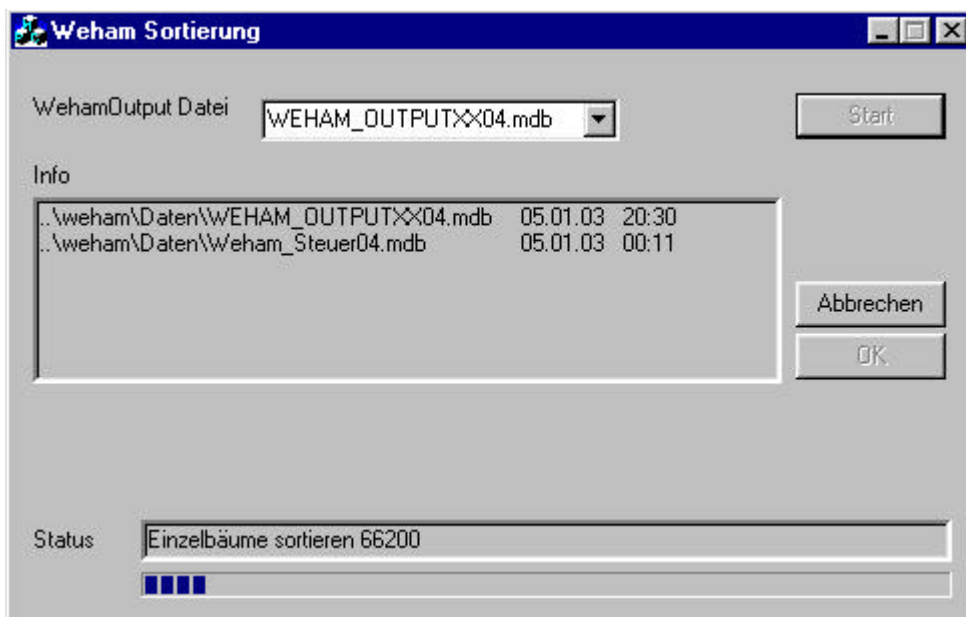 Weham Sortierung
WehamOutput Datei WEHAM_OUTPUTXX04.mdb Start
Info
..\weham\Daten\WEHAM_OUTPUTXX04.mdb 05.01.03 20:30
..\weham\Daten\Weham_Steuer04.mdb 05.01.03 00:11
Abbrechen
OK
Status Einzelbäume sortieren 66200